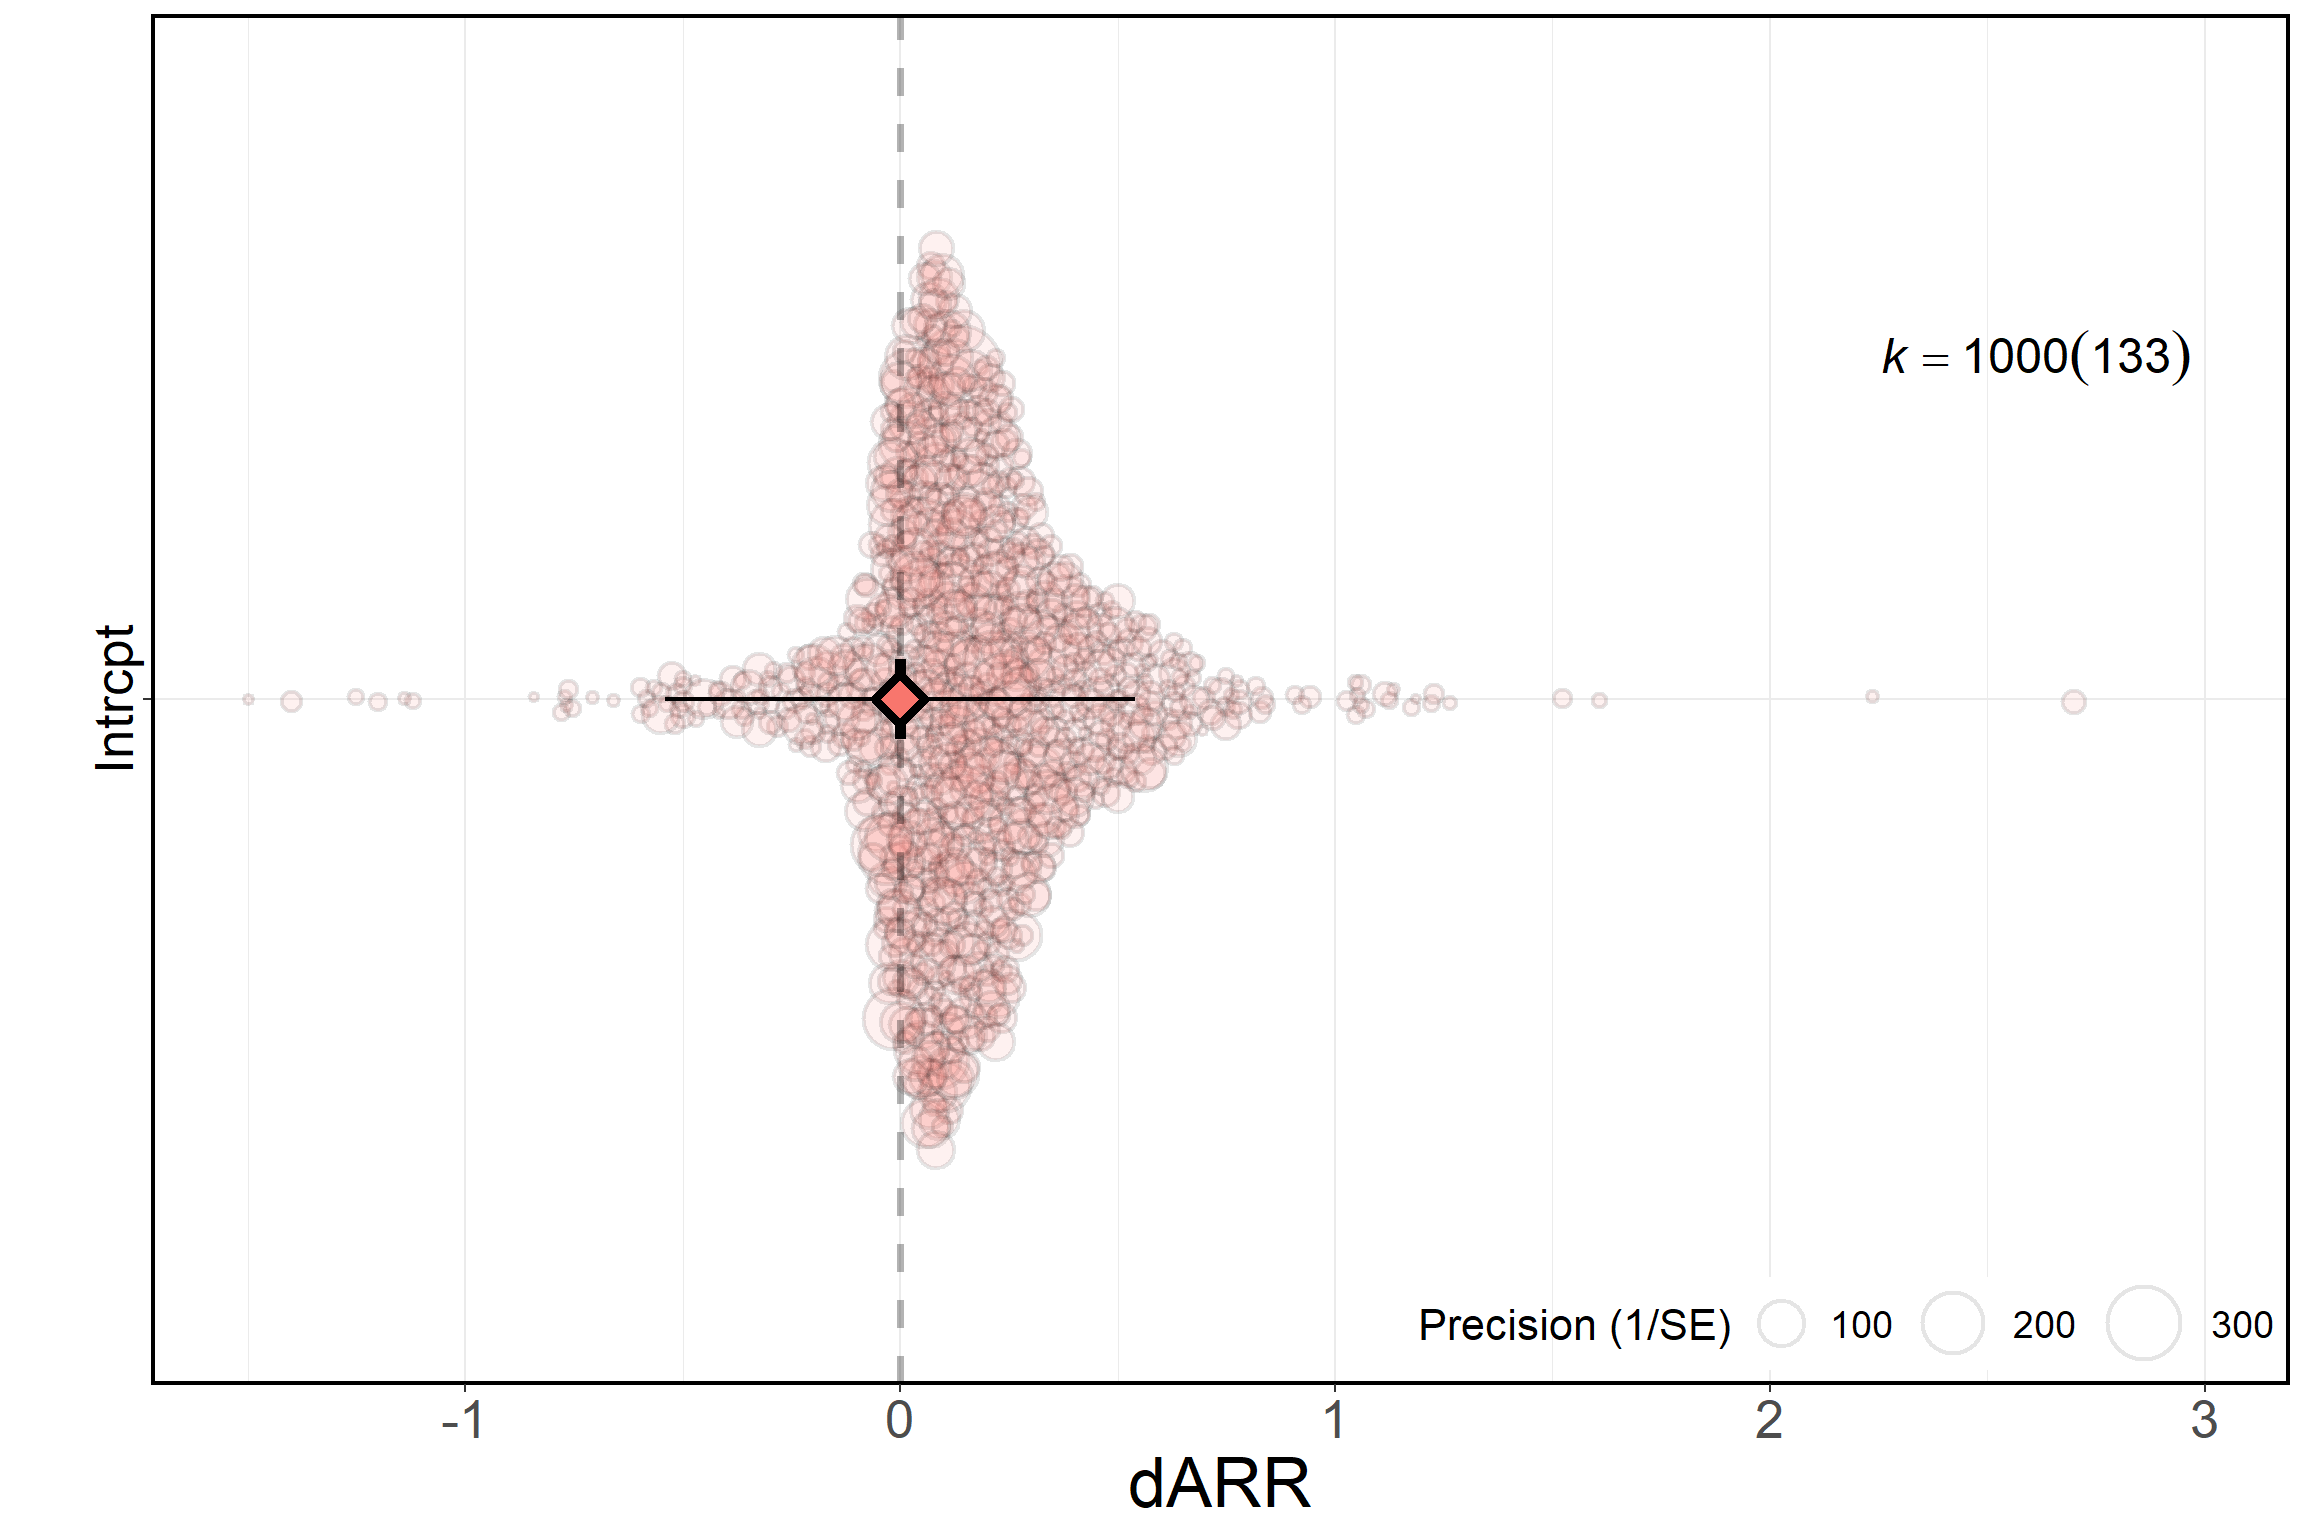 k = 1000(133)
Intrcpt
Precision (1/SE) 100 200 300
-1 0 1 2 3
dARR